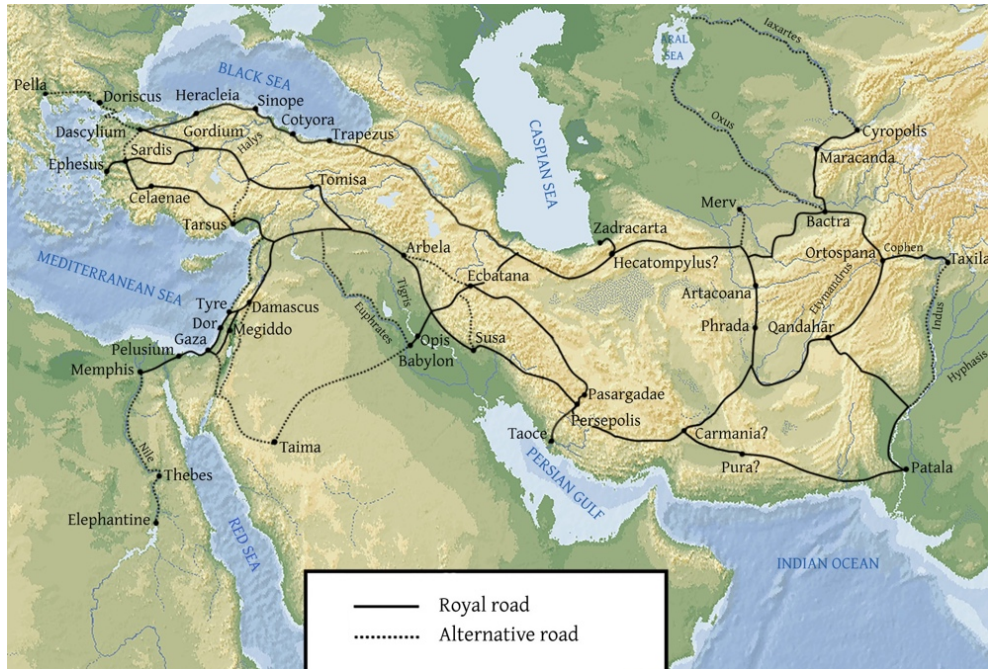 Iaxartes
ARAL
SEA
BLACK SEA
Pella
Doriscus
Heracleia
Sinope
Cotyora
Trapezus
Dascylium
Gordium
Halys
Oxus
Cyropolis
Maracanda
CASPIAN SEA
Ephesus
Sardis
Celaenae
Tomisa
Tarsus
Merv
Bactra
Zadracarta
Hecatompylus?
Ortospana
Cophen
Taxila
Arbela
Ecbatana
MEDITERRANEAN SEA
Artacoana
Etymandrus
Tyre
Damascus
Tigris
Euphrates
Dor
Megiddo
Gaza
Phrada
Qandahār
Indus
Pelusium
Opis
Susa
Babylon
Hyphasis
Memphis
Pasargadae
Persepolis
Taima
Taoce
Carmania?
Nile
Pura?
Patala
Thebes
PERSIAN GULF
Elephantine
RED SEA
INDIAN OCEAN
Royal road
Alternative road